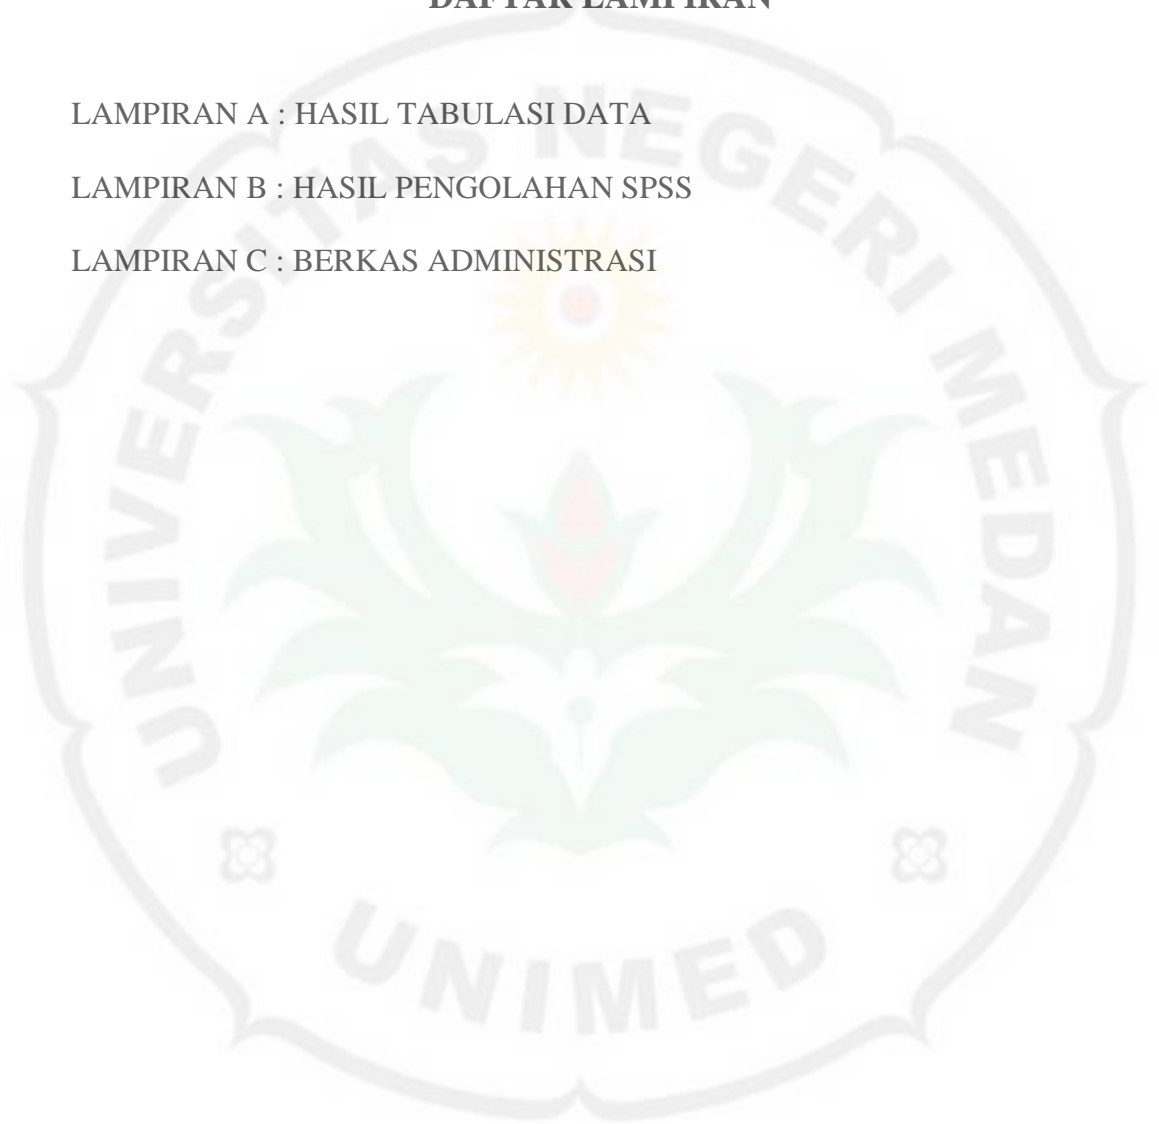 DAFTAR LAMPIRAN
LAMPIRAN A : HASIL TABULASI DATA
LAMPIRAN B : HASIL PENGOLAHAN SPSS
LAMPIRAN C : BERKAS ADMINISTRASI
UNIVERSITAS NEGERI MEDAN
UNIMED